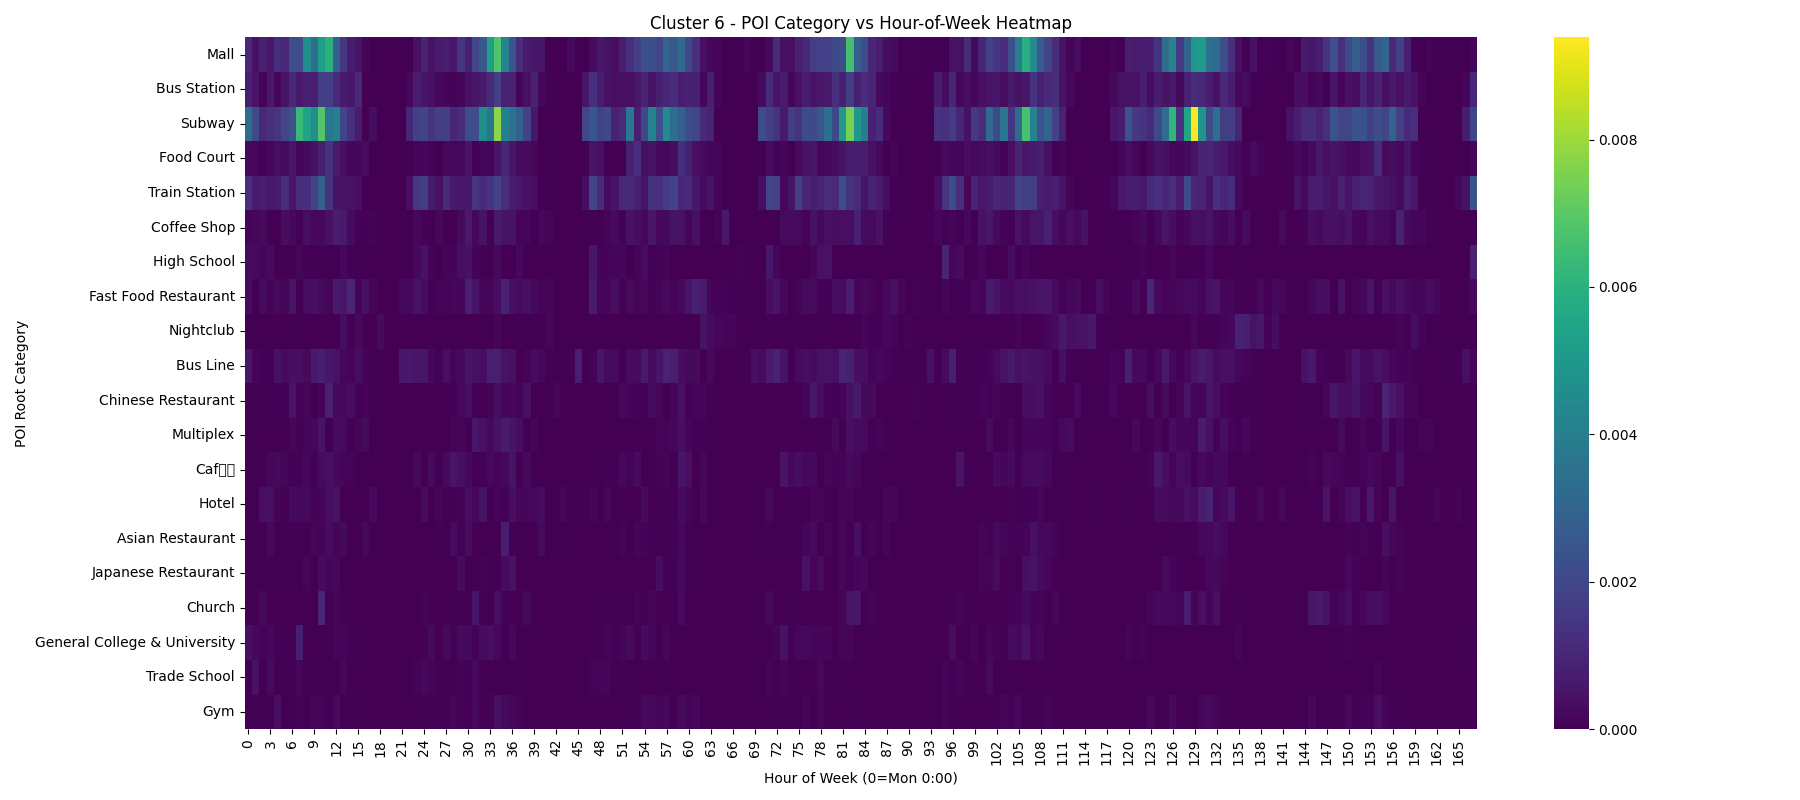 Cluster 6 - POI Category vs Hour-of-Week Heatmap
POI Root Category
Mall
Bus Station
Subway
Food Court
Train Station
Coffee Shop
High School
Fast Food Restaurant
Nightclub
Bus Line
Chinese Restaurant
Multiplex
Caf▯▯
Hotel
Asian Restaurant
Japanese Restaurant
Church
General College & University
Trade School
Gym
0 3 6 9 12 15 18 21 24 27 30 33 36 39 42 45 48 51 54 57 60 63 66 69 72 75 78 81 84 87 90 93 96 99 102 105 108 111 114 117 120 123 126 129 132 135 138 141 144 147 150 153 156 159 162 165
Hour of Week (0=Mon 0:00)
0.008
0.006
0.004
0.002
0.000